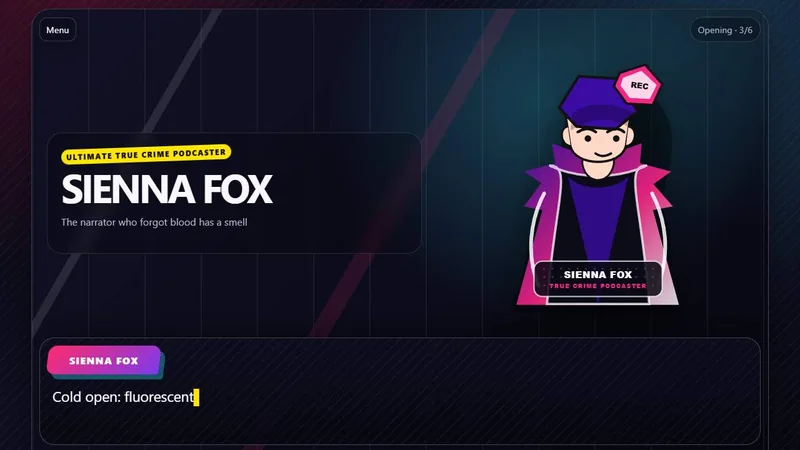 Menu
Opening · 3/6
REC
ULTIMATE TRUE CRIME PODCASTER
SIENNA FOX
The narrator who forgot blood has a smell
SIENNA FOX
TRUE CRIME PODCASTER
SIENNA FOX
Cold open: fluorescent